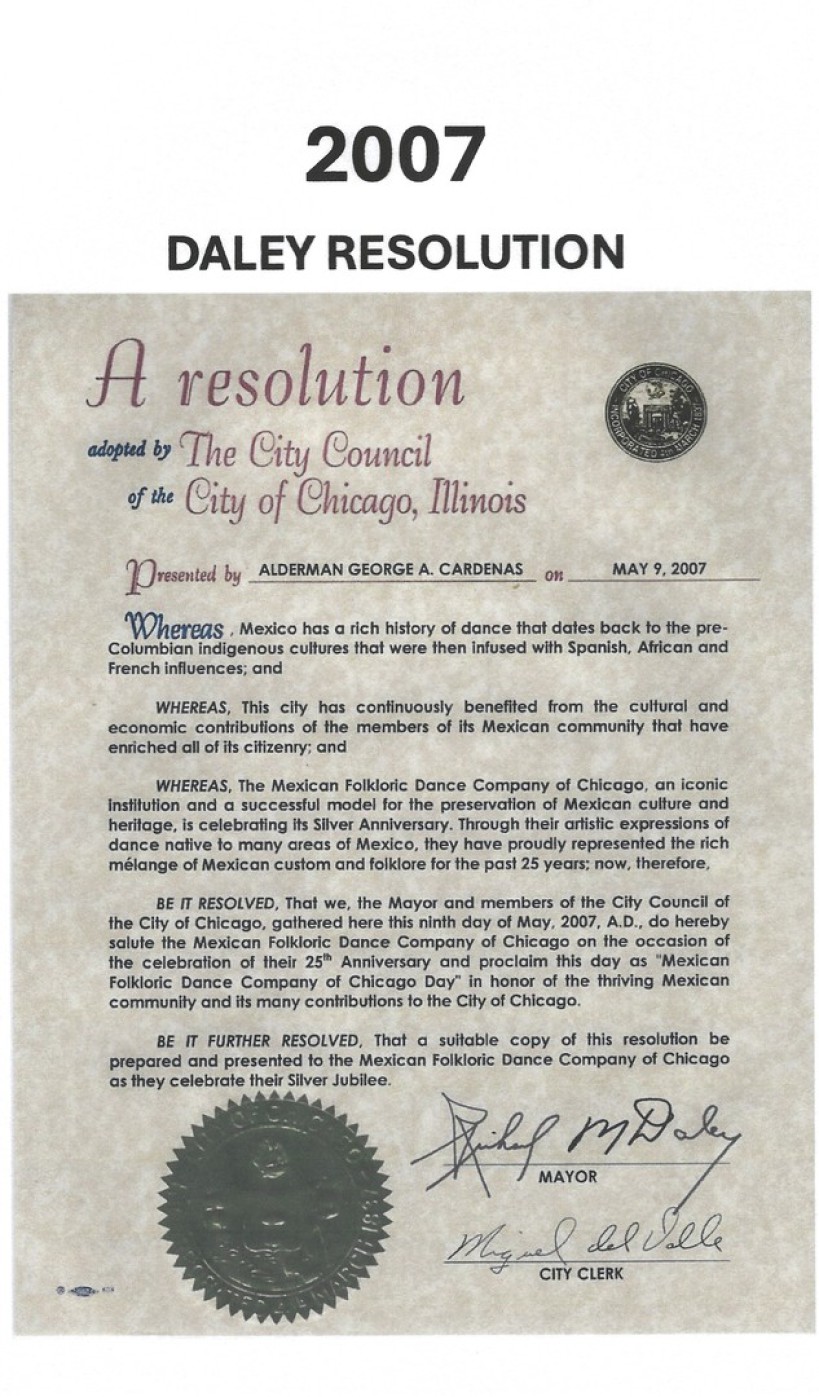 2007
DALEY RESOLUTION
A resolution
adopted by The City Council
of the City of Chicago, Illinois
CITY OF CHICAGO
INCORPORATED 4th MARCH 1837
Presented by ALDERMAN GEORGE A. CARDENAS on MAY 9, 2007
Whereas, Mexico has a rich history of dance that dates back to the pre-
Columbian indigenous cultures that were then infused with Spanish, African and
French influences; and
WHEREAS, This city has continuously benefited from the cultural and
economic contributions of the members of its Mexican community that have
enriched all of its citizenry; and
WHEREAS, The Mexican Folkloric Dance Company of Chicago, an iconic
institution and a successful model for the preservation of Mexican culture and
heritage, is celebrating its Silver Anniversary. Through their artistic expressions of
dance native to many areas of Mexico, they have proudly represented the rich
mélange of Mexican custom and folklore for the past 25 years; now, therefore,
BE IT RESOLVED, That we, the Mayor and members of the City Council of
the City of Chicago, gathered here this ninth day of May, 2007, A.D., do hereby
salute the Mexican Folkloric Dance Company of Chicago on the occasion of
the celebration of their 25th Anniversary and proclaim this day as "Mexican
Folkloric Dance Company of Chicago Day" in honor of the thriving Mexican
community and its many contributions to the City of Chicago.
BE IT FURTHER RESOLVED, That a suitable copy of this resolution be
prepared and presented to the Mexican Folkloric Dance Company of Chicago
as they celebrate their Silver Jubilee.
Richard M Daley
MAYOR
Miguel del Valle
CITY CLERK